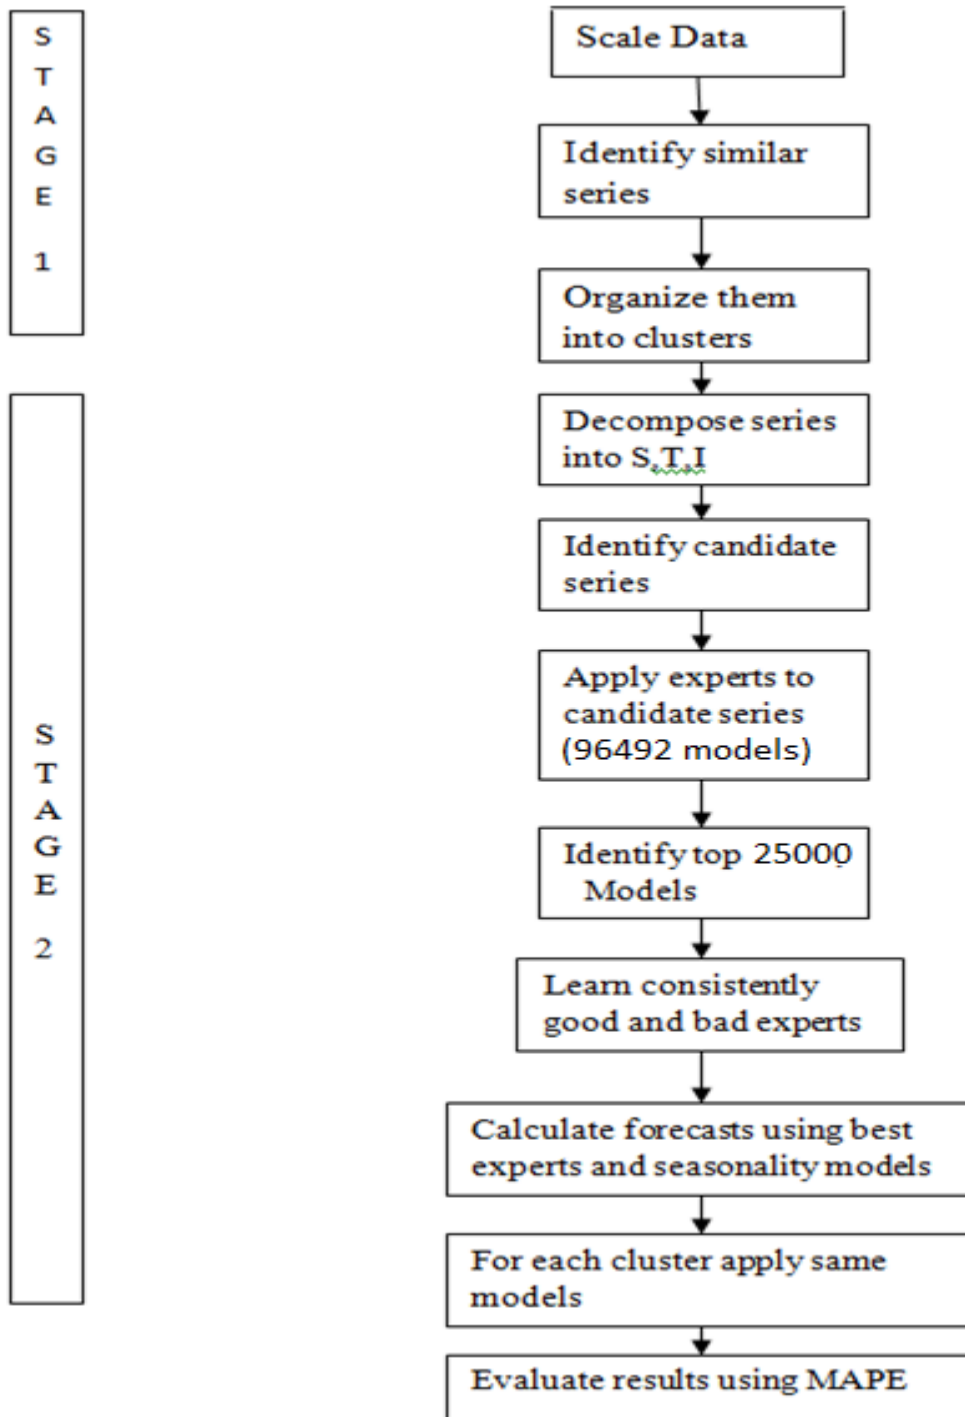 S
T
A
G
E
1
Scale Data
Identify similar
series
Organize them
into clusters
S
T
A
G
E
2
Decompose series
into S,T,I
Identify candidate
series
Apply experts to
candidate series
(96492 models)
Identify top 25000
Models
Learn consistently
good and bad experts
Calculate forecasts using best
experts and seasonality models
For each cluster apply same
models
Evaluate results using MAPE